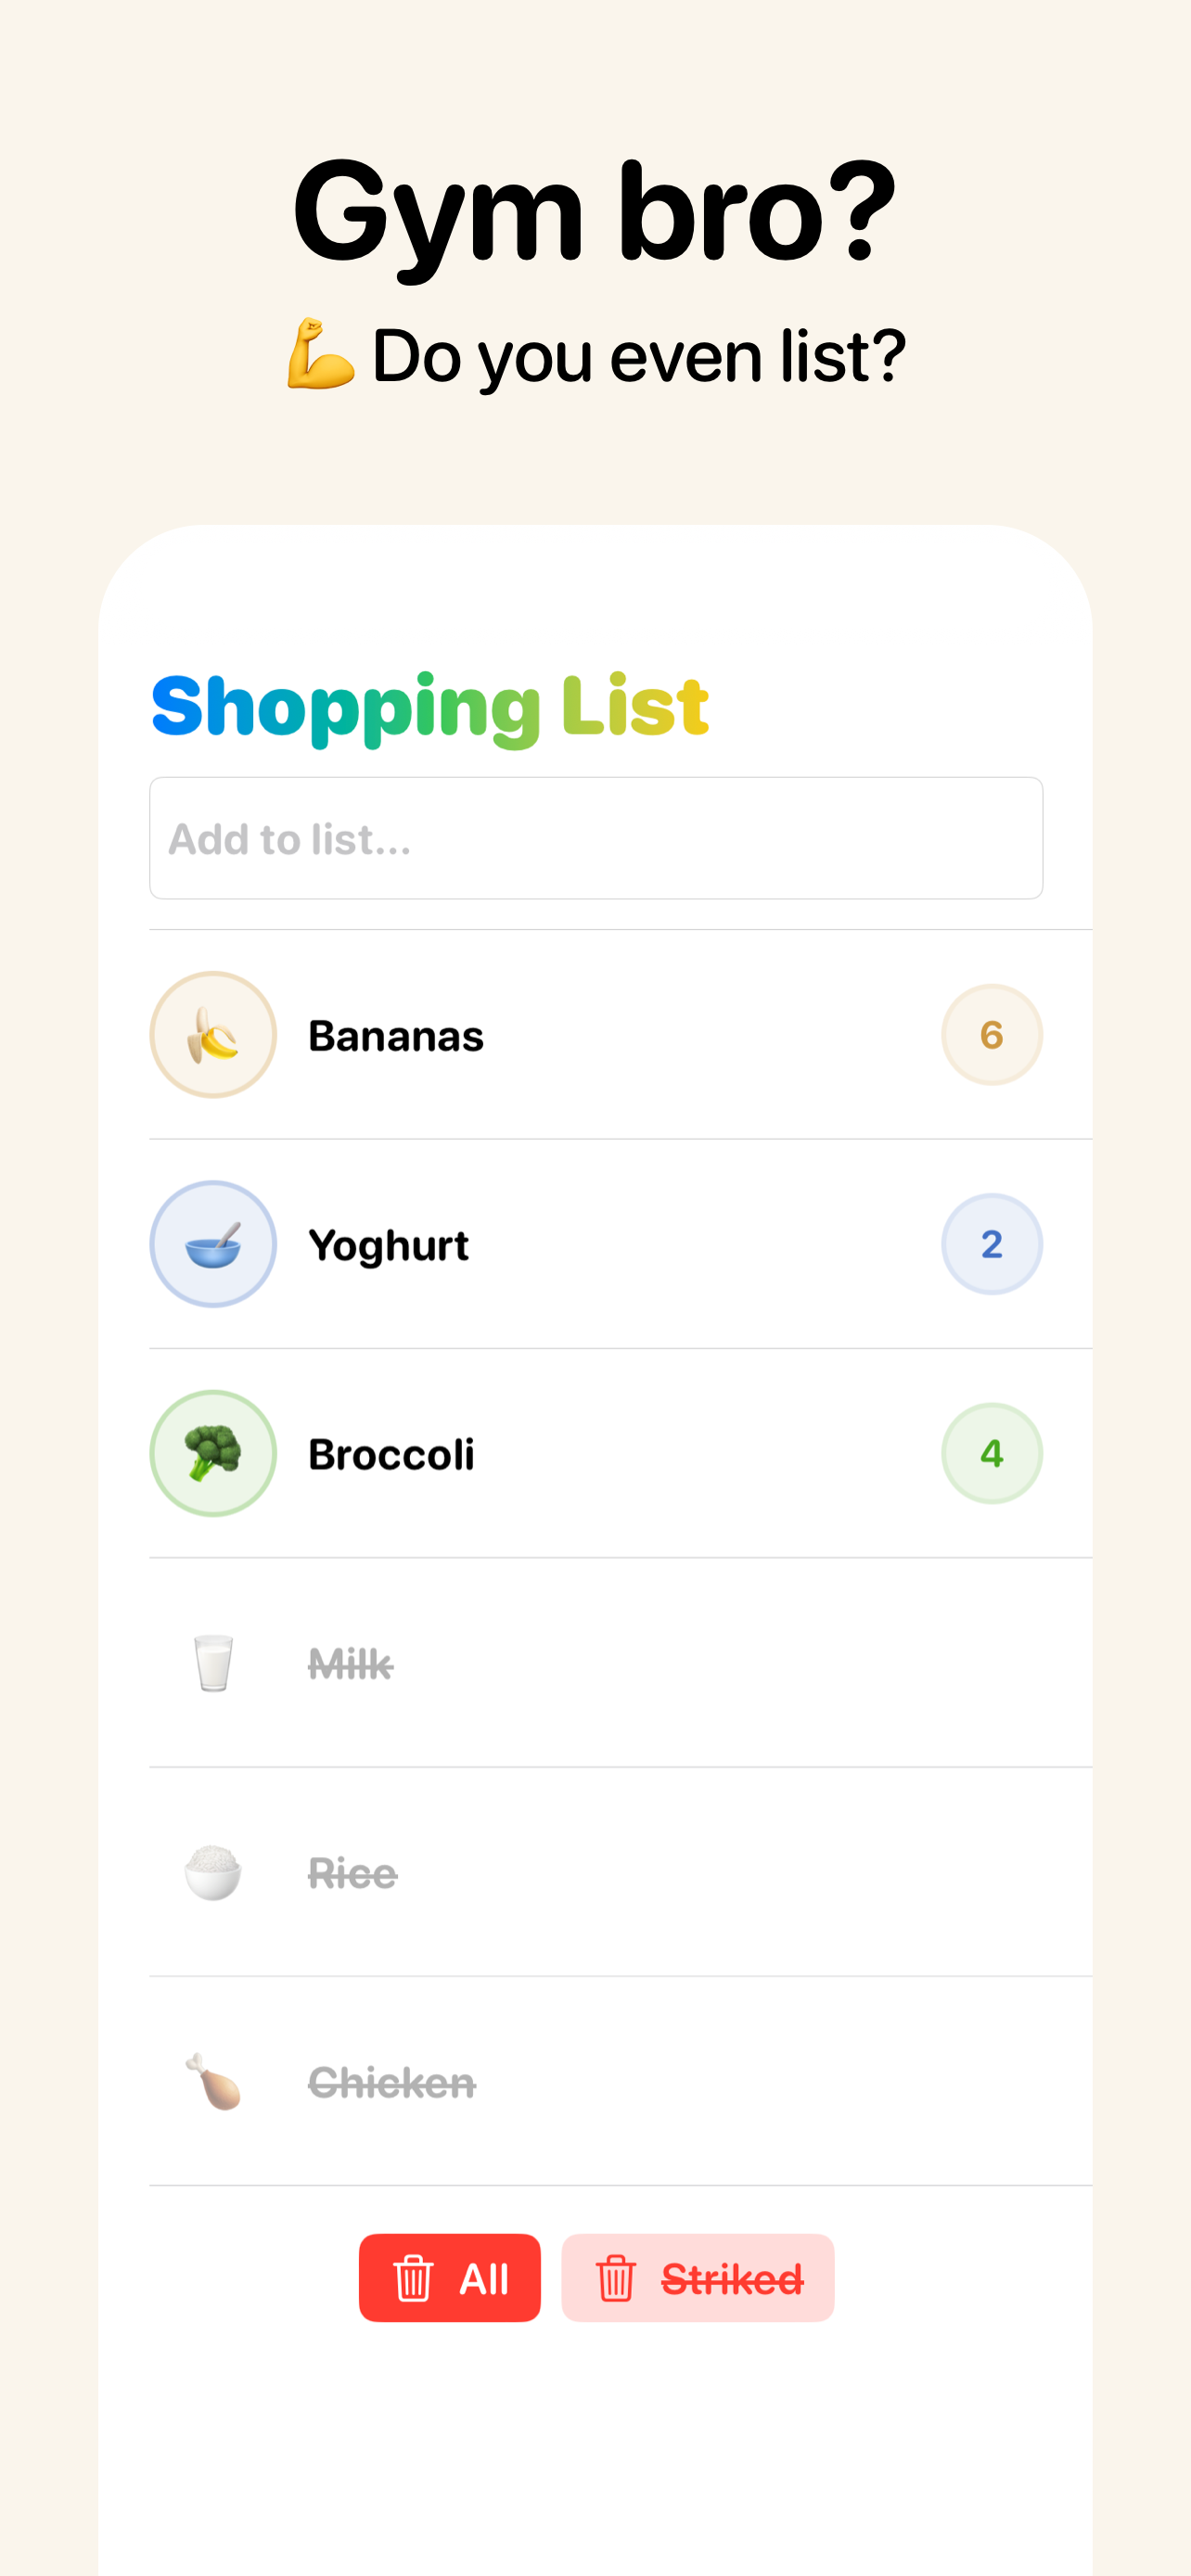 Gym bro?
💪 Do you even list?
Shopping List
Add to list...
Bananas
6
Yoghurt
2
Broccoli
4
Milk
Rice
Chicken
All
Striked